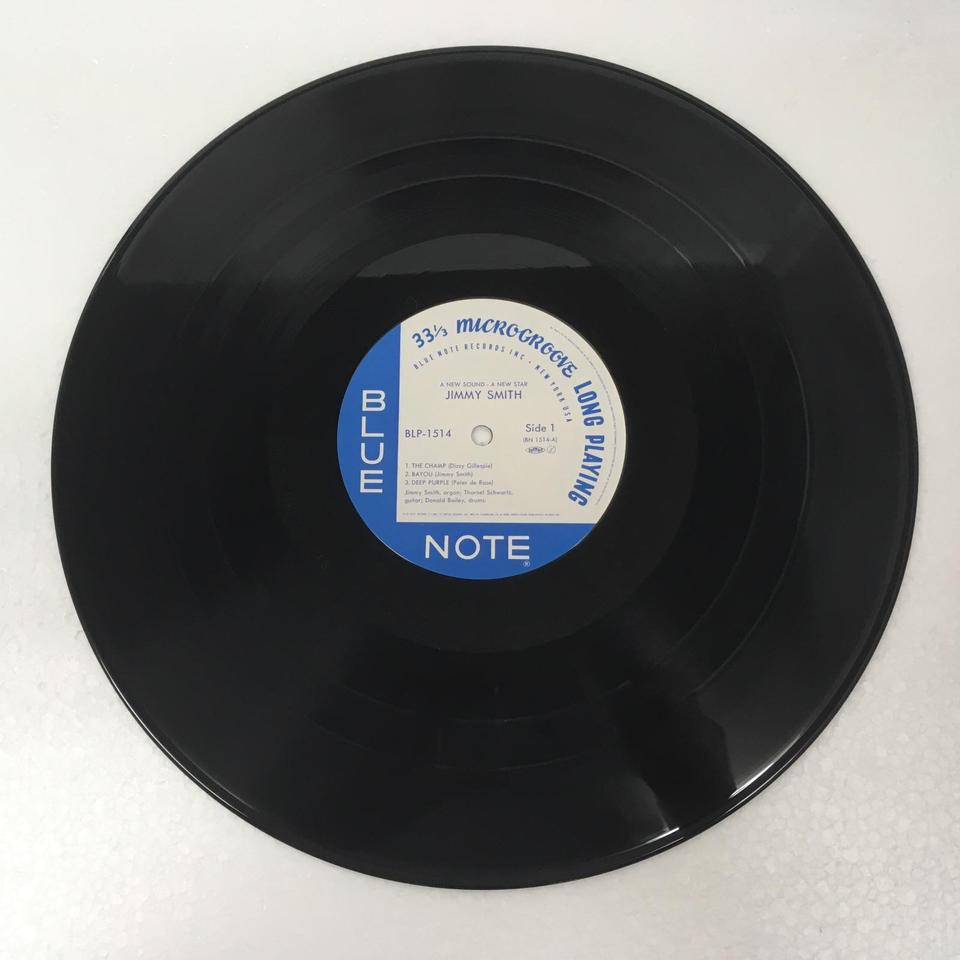 33⅓ MICROGROOVE LONG PLAYING
BLUE NOTE RECORDS INC • NEW YORK USA
A NEW SOUND - A NEW STAR
JIMMY SMITH
BLUE
BLP-1514
Side 1
(BN 1514-A)
1. THE CHAMP (Dizzy Gillespie)
2. BAYOU (Jimmy Smith)
3. DEEP PURPLE (Peter de Rose)
Jimmy Smith, organ; Thornel Schwartz,
guitar; Donald Bailey, drums.
NOTE
®